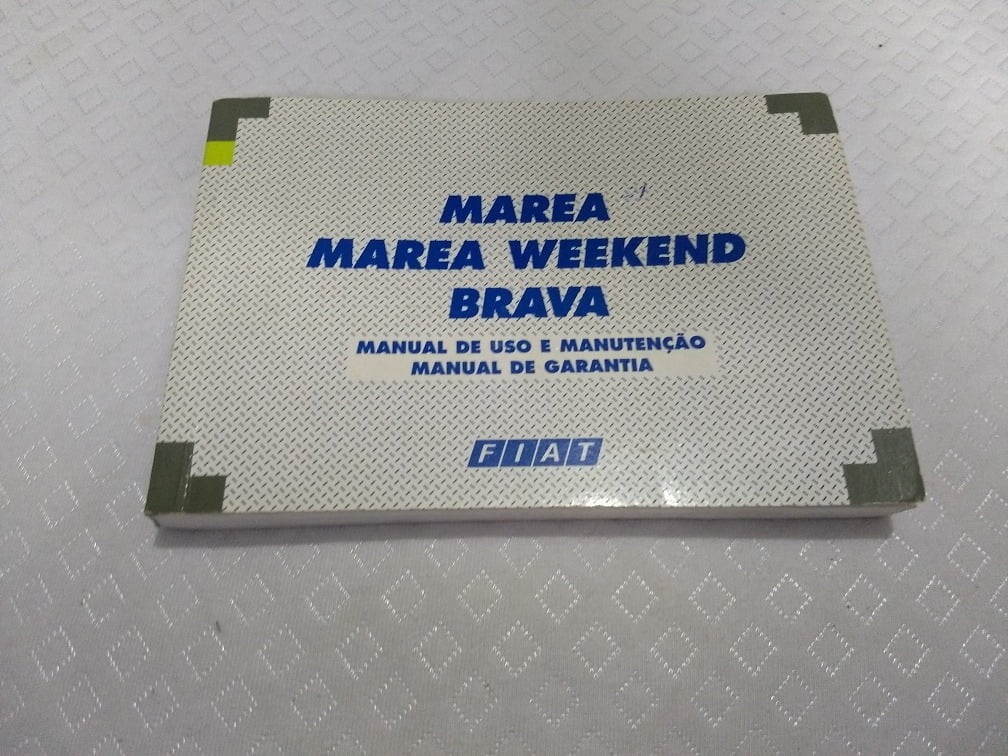 MAREA
MAREA WEEKEND
BRAVA
MANUAL DE USO E MANUTENÇÃO
MANUAL DE GARANTIA
FIAT